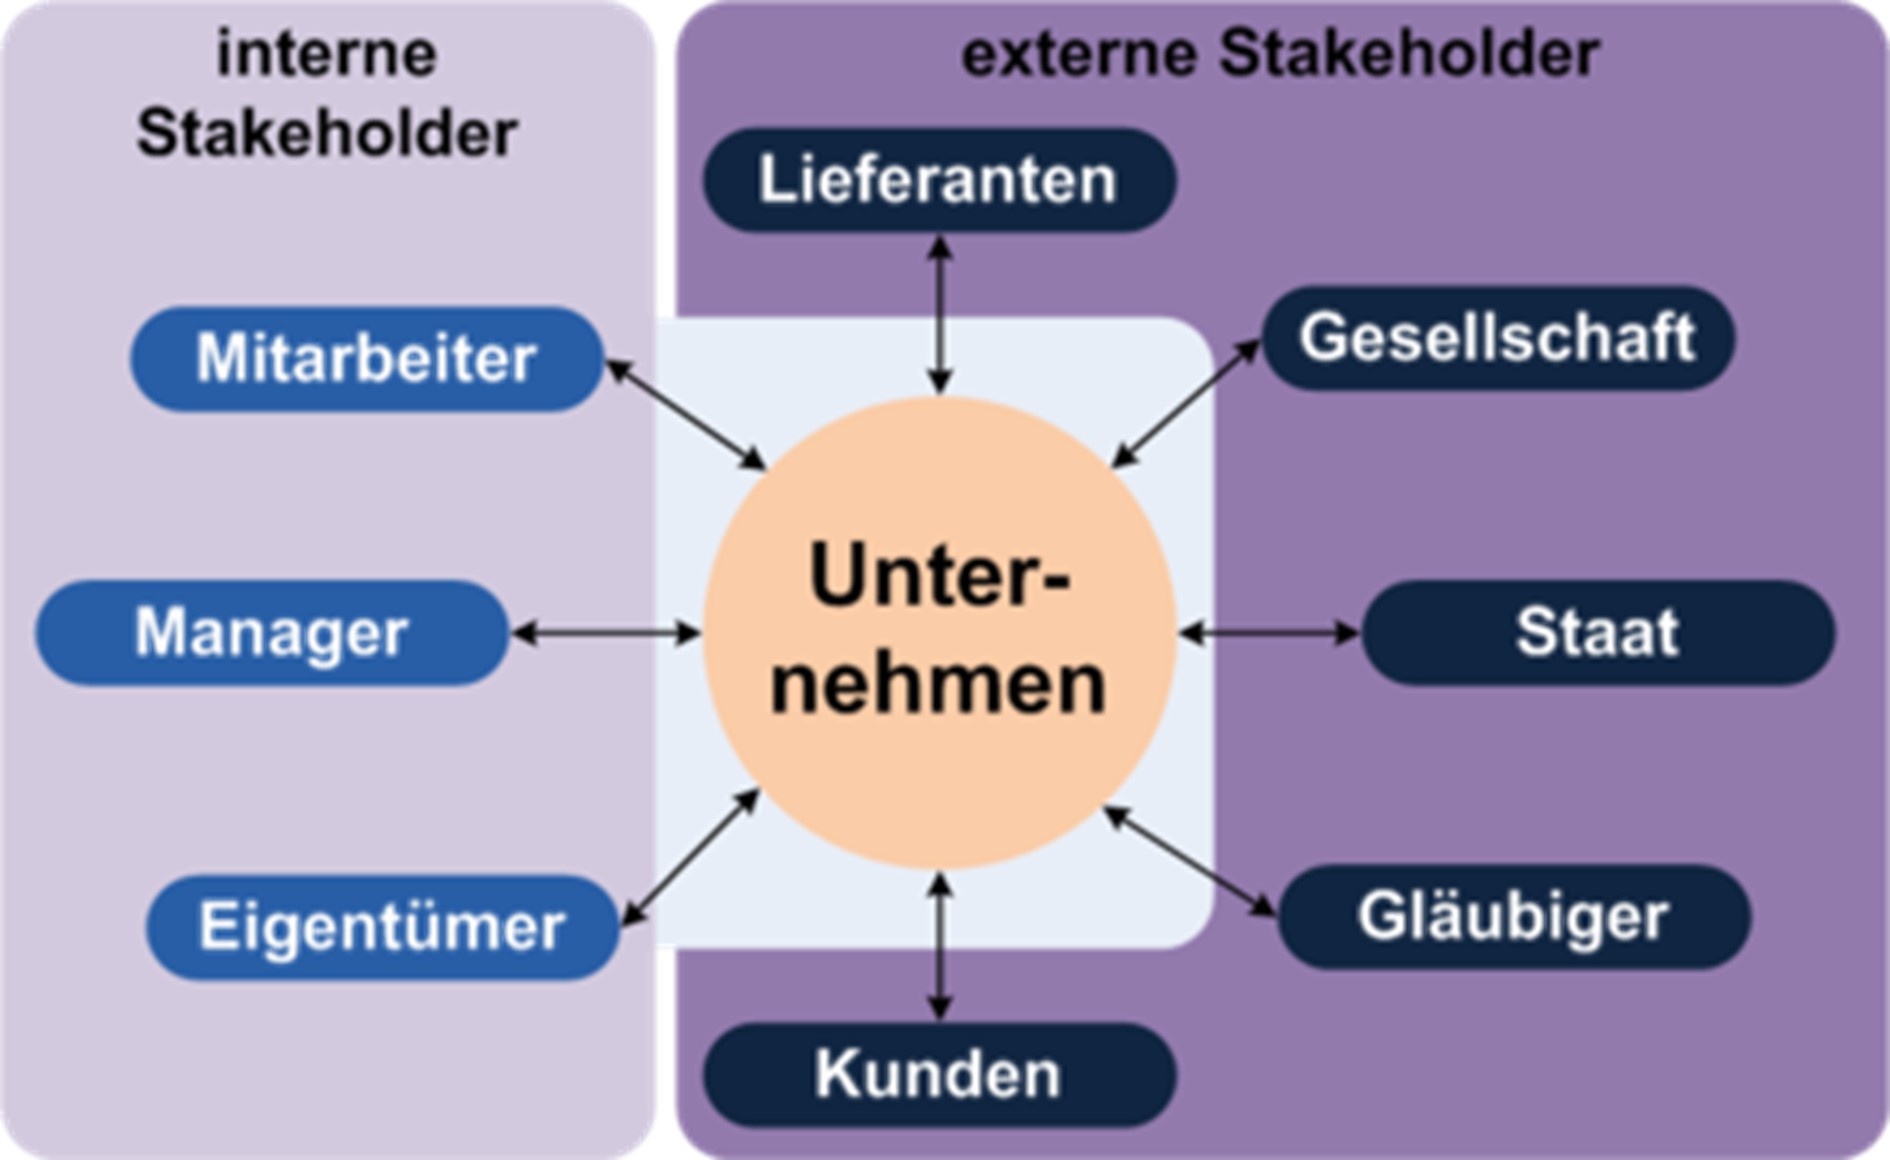 interne
Stakeholder
externe Stakeholder
Lieferanten
Mitarbeiter
Gesellschaft
Unter-
nehmen
Manager
Staat
Eigentümer
Gläubiger
Kunden